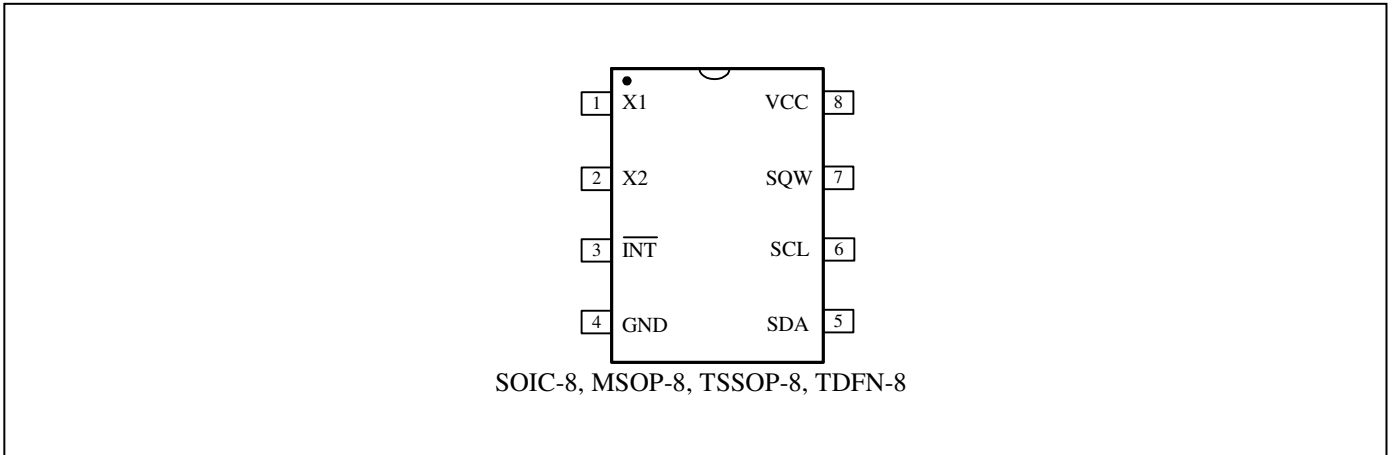 1 X1 VCC 8
2 X2 SQW 7
3 INT SCL 6
4 GND SDA 5
SOIC-8, MSOP-8, TSSOP-8, TDFN-8